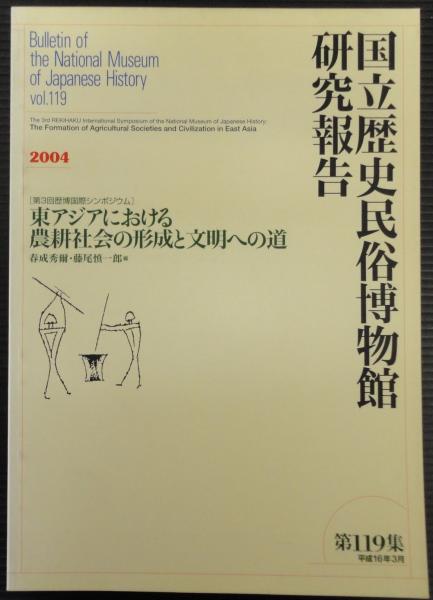 Bulletin of
the National Museum
of Japanese History
vol.119
The 3rd REKIHAKU International Symposium of the National Museum of Japanese History:
The Formation of Agricultural Societies and Civilization in East Asia
2004
[第3回歴博国際シンポジウム]
東アジアにおける
農耕社会の形成と文明への道
春成秀爾・藤尾慎一郎 編
国立歴史民俗博物館
研究報告
第119集
平成16年3月